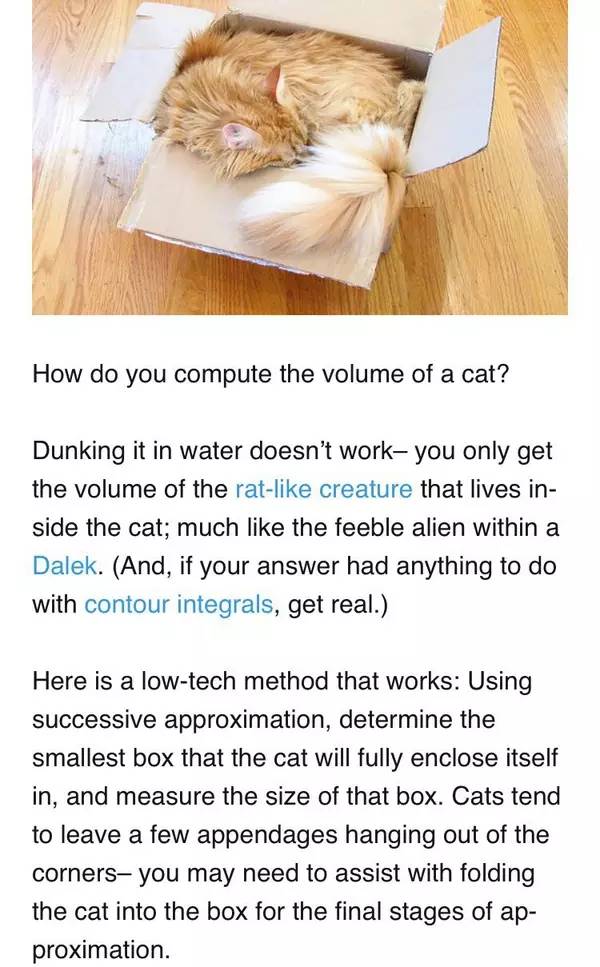 How do you compute the volume of a cat?
Dunking it in water doesn’t work– you only get
the volume of the rat-like creature that lives in-
side the cat; much like the feeble alien within a
Dalek. (And, if your answer had anything to do
with contour integrals, get real.)
Here is a low-tech method that works: Using
successive approximation, determine the
smallest box that the cat will fully enclose itself
in, and measure the size of that box. Cats tend
to leave a few appendages hanging out of the
corners– you may need to assist with folding
the cat into the box for the final stages of ap-
proximation.